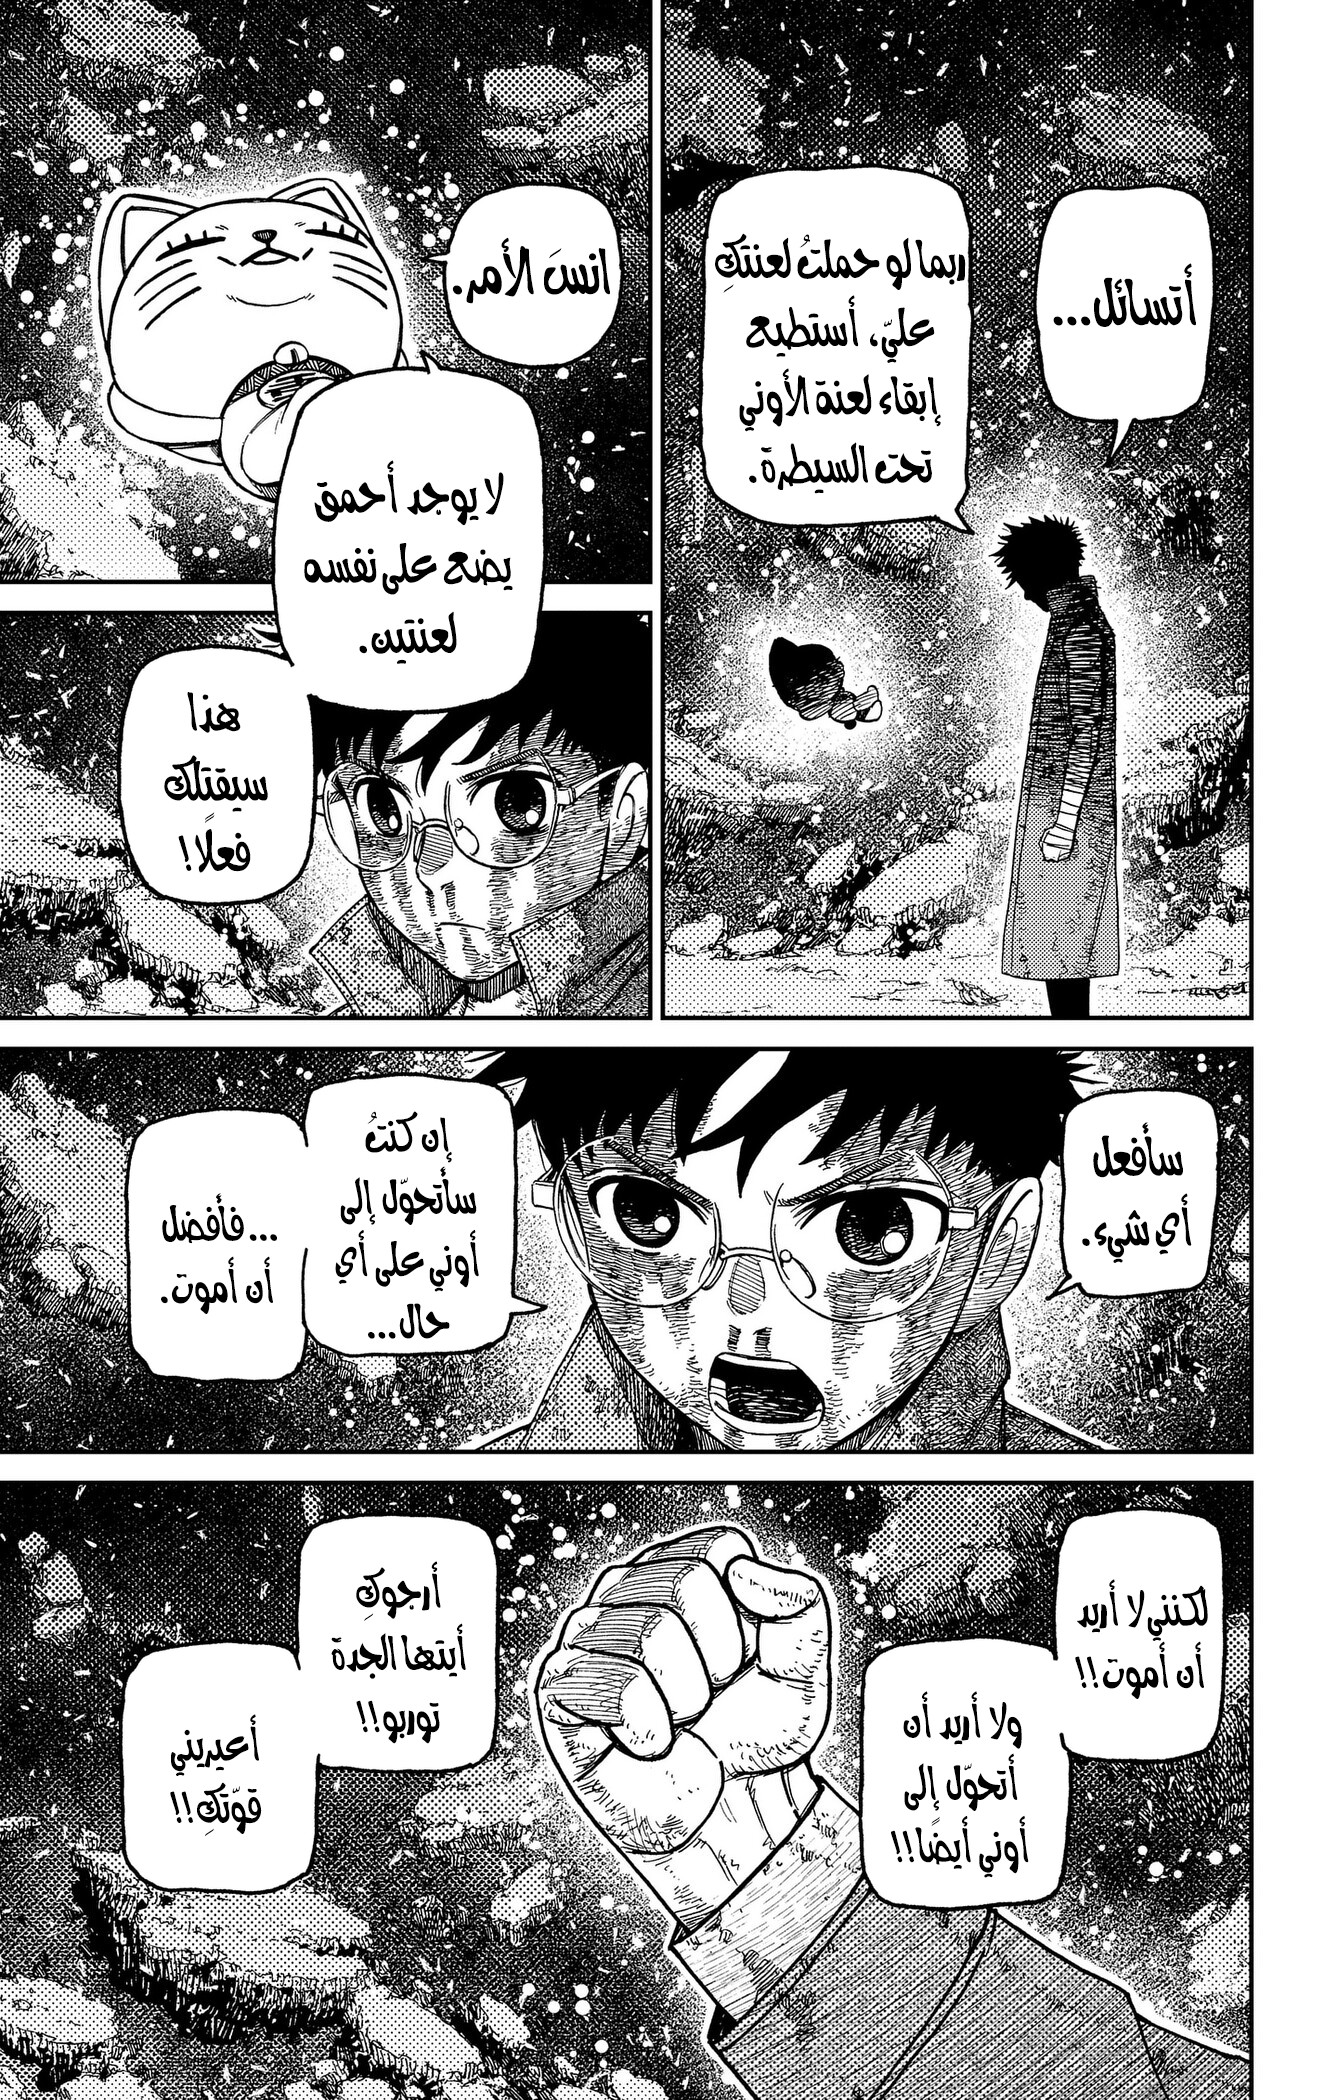 أتسائل...
ربما لو حملتُ لعنتكِ
عليّ، أستطيع
إبقاء لعنة الأوني
تحت السيطرة.
انسَ الأمر.
لا يوجد أحمق
يضع على نفسه
لعنتين.
هذا
سيقتلك
فعلًا!
سأفعل
أي شيء.
إن كنتُ
سأتحوّل إلى
أوني على أي
حال...
...فأفضل
أن أموت.
لكنني لا أريد
أن أموت!!
ولا أريد أن
أتحوّل إلى
أوني أيضًا!!
أرجوكِ
أيتها الجدة
توربو!!
أعيريني
قوّتكِ!!